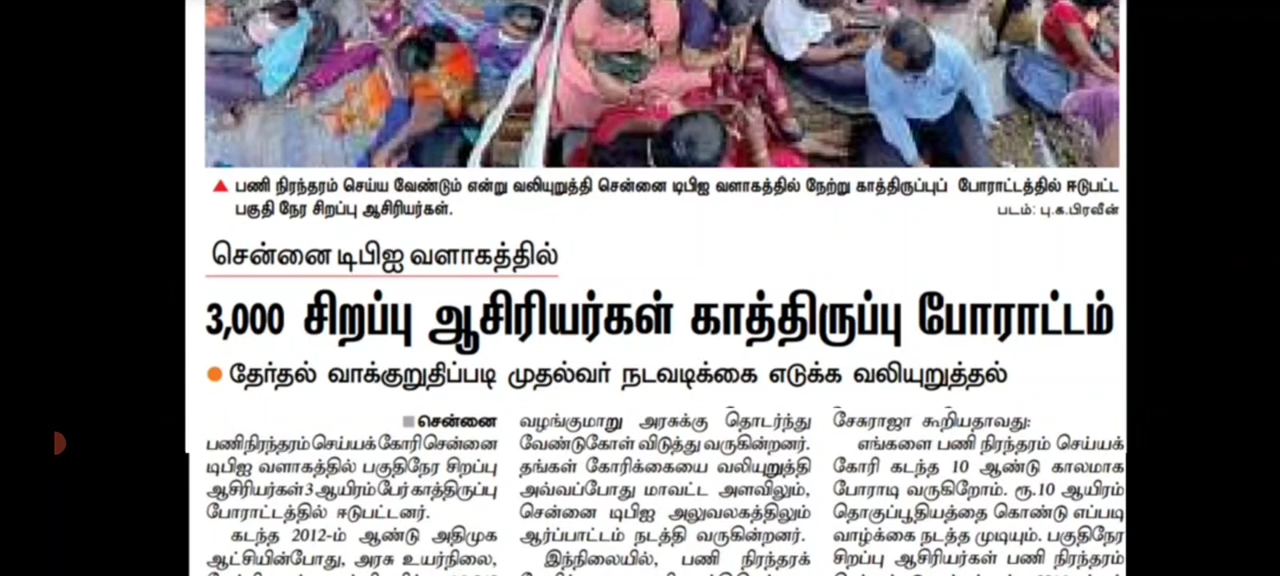 பணி நிரந்தரம் செய்ய வேண்டும் என்று வலியுறுத்தி சென்னை டிபிஐ வளாகத்தில் நேற்று காத்திருப்புப் போராட்டத்தில் ஈடுபட்ட
பகுதி நேர சிறப்பு ஆசிரியர்கள்.
படம்: பு.க.பிரவீன்
சென்னை டிபிஐ வளாகத்தில்
3,000 சிறப்பு ஆசிரியர்கள் காத்திருப்பு போராட்டம்
தேர்தல் வாக்குறுதிப்படி முதல்வர் நடவடிக்கை எடுக்க வலியுறுத்தல்
சென்னை
பணிநிரந்தரம் செய்யக் கோரி சென்னை
டிபிஐ வளாகத்தில் பகுதிநேர சிறப்பு
ஆசிரியர்கள் 3 ஆயிரம் பேர் காத்திருப்பு
போராட்டத்தில் ஈடுபட்டனர்.
கடந்த 2012-ம் ஆண்டு அதிமுக
ஆட்சியின்போது, அரசு உயர்நிலை,
வழங்குமாறு அரசுக்கு தொடர்ந்து
வேண்டுகோள் விடுத்து வருகின்றனர்.
தங்கள் கோரிக்கையை வலியுறுத்தி
அவ்வப்போது மாவட்ட அளவிலும்,
சென்னை டிபிஐ அலுவலகத்திலும்
ஆர்ப்பாட்டம் நடத்தி வருகின்றனர்.
இந்நிலையில், பணி நிரந்தரக்
சேசுராஜா கூறியதாவது:
எங்களை பணி நிரந்தரம் செய்யக்
கோரி கடந்த 10 ஆண்டு காலமாக
போராடி வருகிறோம். ரூ.10 ஆயிரம்
தொகுப்பூதியத்தை கொண்டு எப்படி
வாழ்க்கை நடத்த முடியும். பகுதிநேர
சிறப்பு ஆசிரியர்கள் பணி நிரந்தரம்